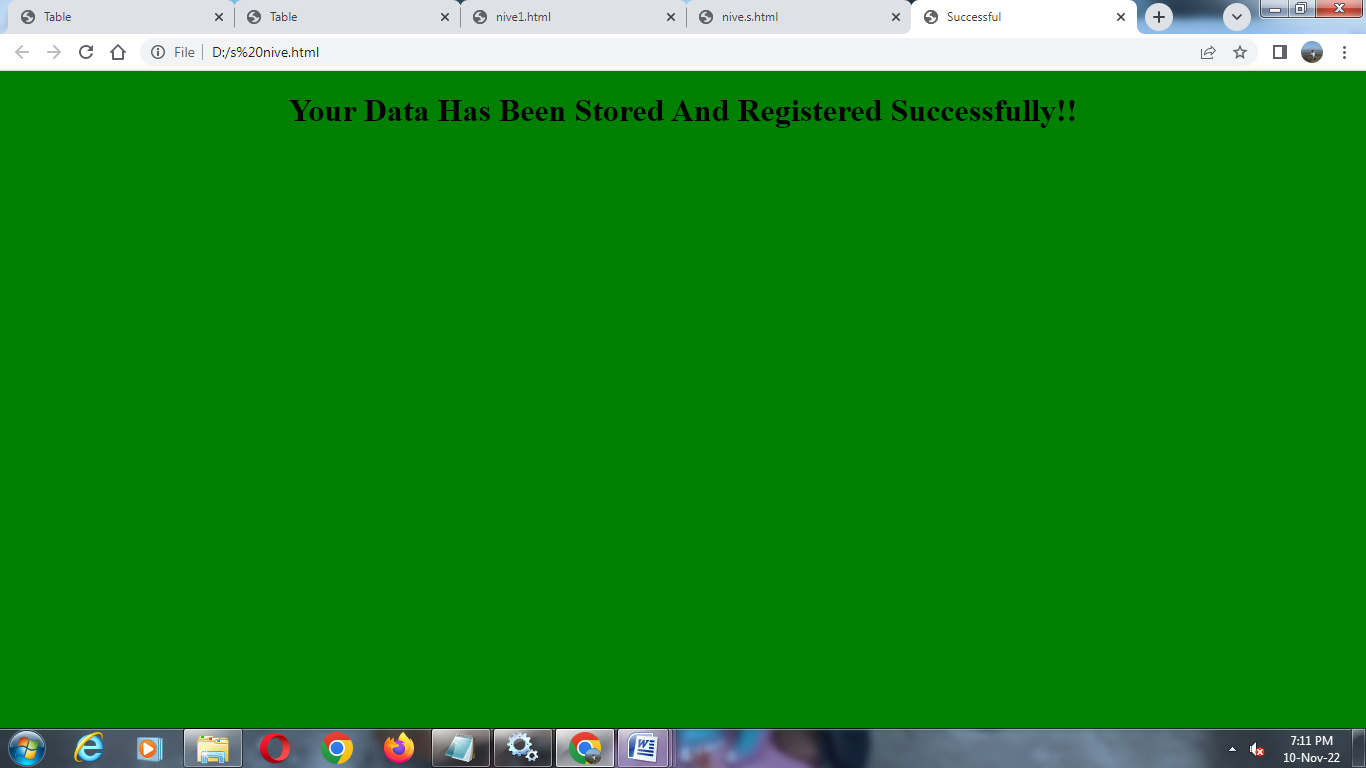 Table
Table
nive1.html
nive.s.html
Successful
File
D:/s%20nive.html
Your Data Has Been Stored And Registered Successfully!!
7:11 PM
10-Nov-22